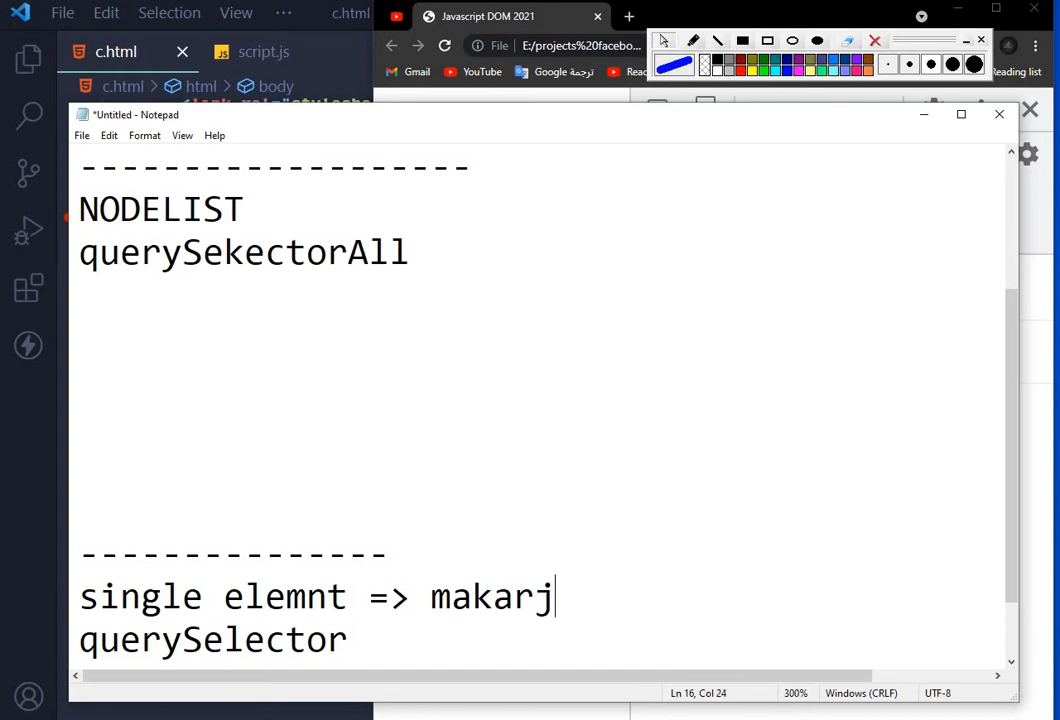 File Edit Selection View ··· c.html
Javascript DOM 2021
c.html script.js
File E:/projects%20facebo...
Gmail YouTube Google ترجمة Reading list
c.html > html > body
*Untitled - Notepad
File Edit Format View Help
-------------------
NODELIST
querySekectorAll
---------------
single elemnt => makarj
querySelector
Ln 16, Col 24 300% Windows (CRLF) UTF-8